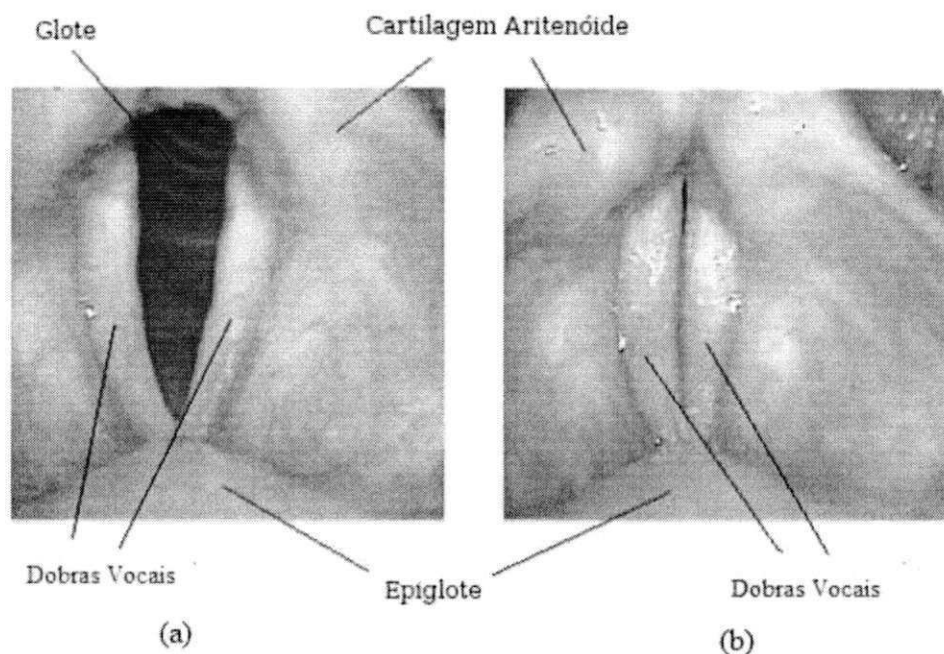 Glote
Cartilagem Aritenóide
Dobras Vocais
Epiglote
Dobras Vocais
(a)
(b)